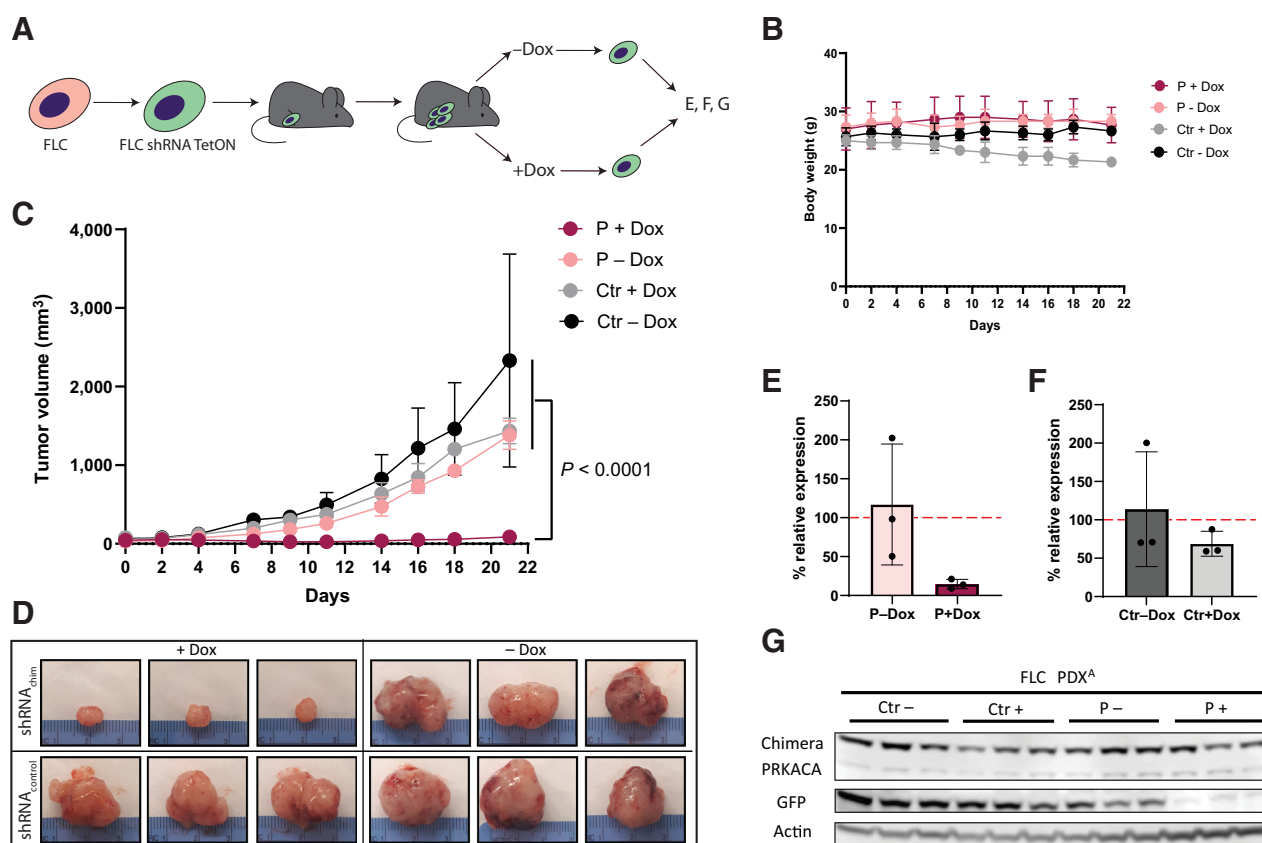 A
–Dox
E, F, G
FLC
FLC shRNA TetON
+Dox
B
Body weight (g)
40
30
20
10
0
0 2 4 6 8 10 12 14 16 18 20 22
Days
P + Dox
P - Dox
Ctr + Dox
Ctr - Dox
C
Tumor volume (mm³)
4,000
3,000
2,000
1,000
0
0 2 4 6 8 10 12 14 16 18 20 22
Days
P + Dox
P – Dox
Ctr + Dox
Ctr – Dox
P < 0.0001
E
% relative expression
250
200
150
100
50
0
P–Dox P+Dox
F
% relative expression
250
200
150
100
50
0
Ctr–Dox Ctr+Dox
D
+ Dox – Dox
shRNAchim
shRNAcontrol
G
FLC PDXᴬ
Ctr – Ctr + P – P +
Chimera
PRKACA
GFP
Actin